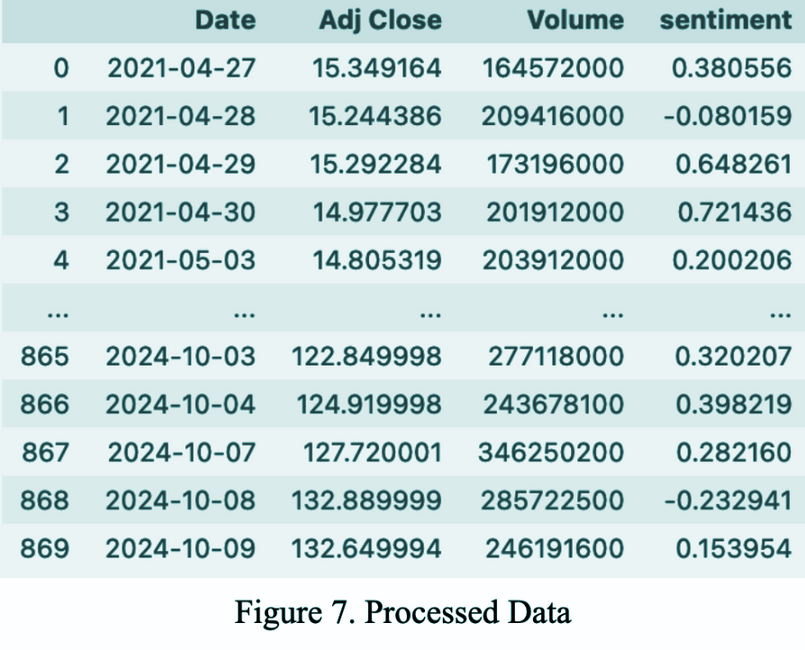 Date Adj Close Volume sentiment
0 2021-04-27 15.349164 164572000 0.380556
1 2021-04-28 15.244386 209416000 -0.080159
2 2021-04-29 15.292284 173196000 0.648261
3 2021-04-30 14.977703 201912000 0.721436
4 2021-05-03 14.805319 203912000 0.200206
... ... ... ... ...
865 2024-10-03 122.849998 277118000 0.320207
866 2024-10-04 124.919998 243678100 0.398219
867 2024-10-07 127.720001 346250200 0.282160
868 2024-10-08 132.889999 285722500 -0.232941
869 2024-10-09 132.649994 246191600 0.153954
Figure 7. Processed Data